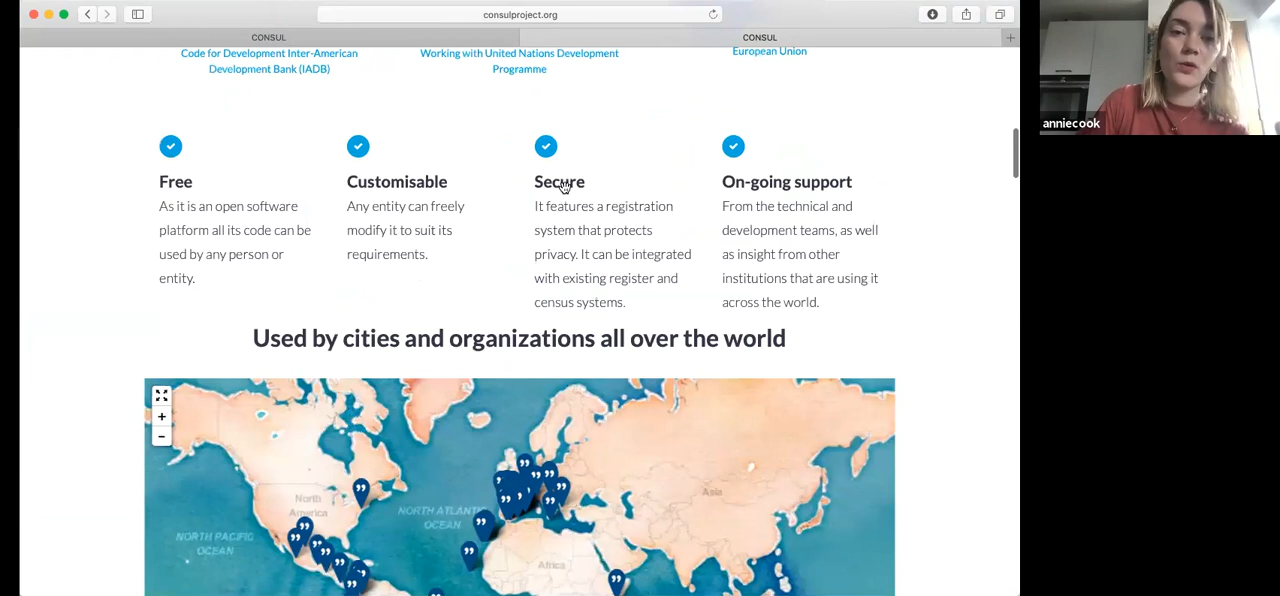 consulproject.org
CONSUL
CONSUL
Code for Development Inter-American
Development Bank (IADB)
Working with United Nations Development
Programme
European Union
anniecook
Free
As it is an open software
platform all its code can be
used by any person or
entity.
Customisable
Any entity can freely
modify it to suit its
requirements.
Secure
It features a registration
system that protects
privacy. It can be integrated
with existing register and
census systems.
On-going support
From the technical and
development teams, as well
as insight from other
institutions that are using it
across the world.
Used by cities and organizations all over the world
+
−
North
America
NORTH ATLANTIC
OCEAN
NORTH PACIFIC
OCEAN
Asia
Africa